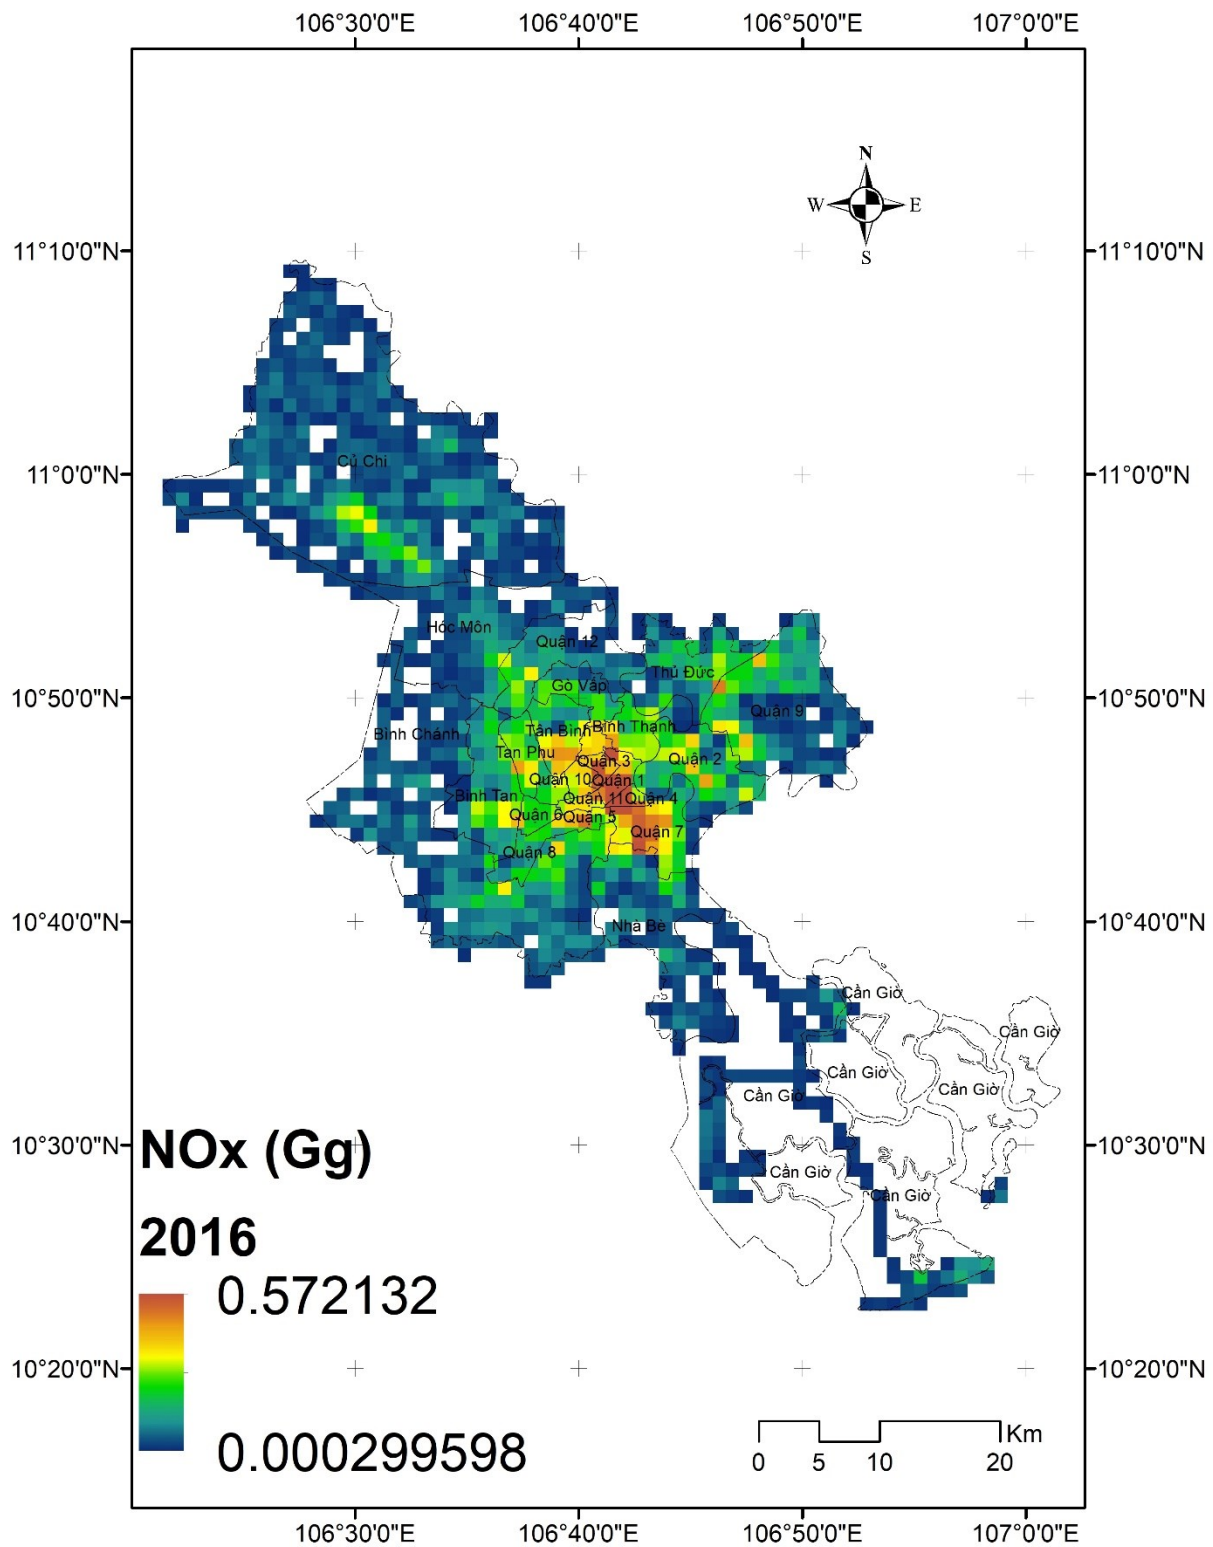 106°30'0"E 106°40'0"E 106°50'0"E 107°0'0"E
N
W E
S
11°10'0"N 11°10'0"N
Củ Chi
11°0'0"N 11°0'0"N
Hóc Môn
Quận 12
Thủ Đức
Gò Vấp
10°50'0"N 10°50'0"N
Quận 9
Bình Chánh
Tân Bình
Bình Thạnh
Tan Phu
Quận 3
Quận 2
Quận 10
Quận 1
Bình Tan
Quận 11
Quận 4
Quận 6
Quận 5
Quận 7
Quận 8
10°40'0"N 10°40'0"N
Nhà Bè
Cần Giờ
Cần Giờ
Cần Giờ
Cần Giờ
Cần Giờ
10°30'0"N 10°30'0"N
Cần Giờ
Cần Giờ
NOx (Gg)
2016
0.572132
0.000299598
10°20'0"N 10°20'0"N
Km
0 5 10 20
106°30'0"E 106°40'0"E 106°50'0"E 107°0'0"E